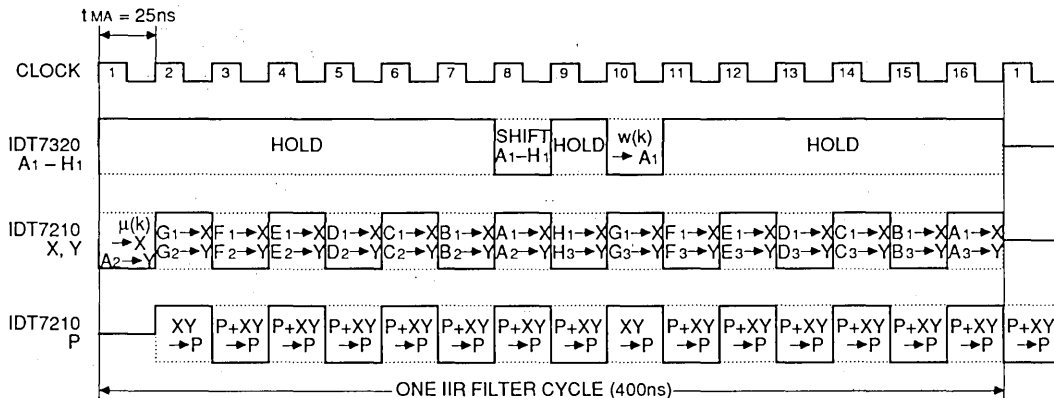 t MA = 25ns
CLOCK 1 2 3 4 5 6 7 8 9 10 11 12 13 14 15 16 1
IDT7320
A1 – H1
HOLD
SHIFT
A1–H1
HOLD
w(k)
→ A1
HOLD
IDT7210
X, Y
μ(k)
→X
A2→Y
G1→X F1→X E1→X D1→X C1→X B1→X A1→X H1→X G1→X F1→X E1→X D1→X C1→X B1→X A1→X
G2→Y F2→Y E2→Y D2→Y C2→Y B2→Y A2→Y H3→Y G3→Y F3→Y E3→Y D3→Y C3→Y B3→Y A3→Y
IDT7210
P
XY P+XY P+XY P+XY P+XY P+XY P+XY P+XY XY P+XY P+XY P+XY P+XY P+XY P+XY P+XY
→P →P →P →P →P →P →P →P →P →P →P →P →P →P →P →P
ONE IIR FILTER CYCLE (400ns)